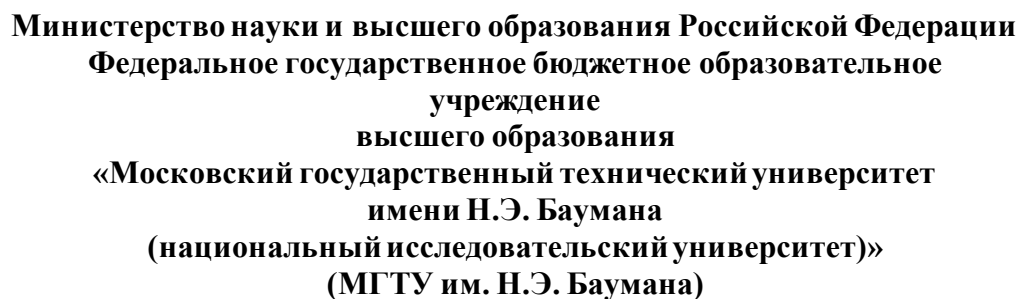 Министерство науки и высшего образования Российской Федерации
Федеральное государственное бюджетное образовательное
учреждение
высшего образования
«Московский государственный технический университет
имени Н.Э. Баумана
(национальный исследовательский университет)»
(МГТУ им. Н.Э. Баумана)